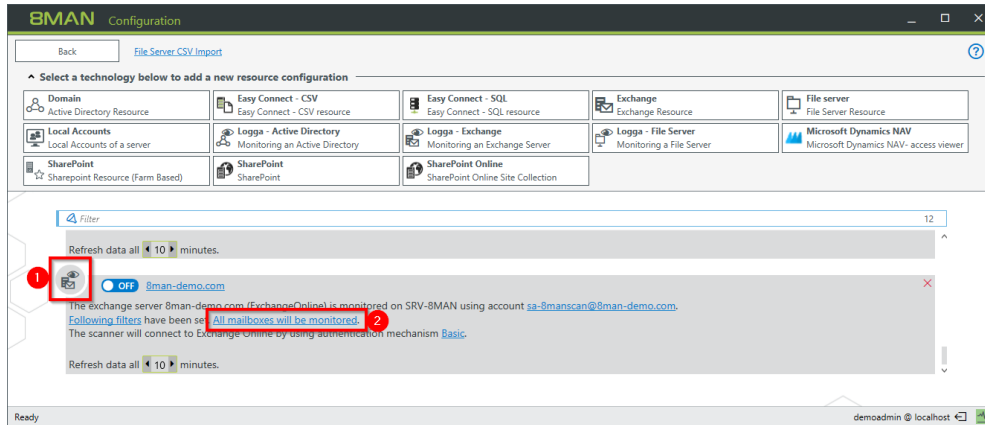 8MAN Configuration
Back File Server CSV Import
Select a technology below to add a new resource configuration
Domain
Active Directory Resource
Easy Connect - CSV
Easy Connect - CSV resource
Easy Connect - SQL
Easy Connect - SQL resource
Exchange
Exchange Resource
File server
File Server Resource
Local Accounts
Local Accounts of a server
Logga - Active Directory
Monitoring an Active Directory
Logga - Exchange
Monitoring an Exchange Server
Logga - File Server
Monitoring a File Server
Microsoft Dynamics NAV
Microsoft Dynamics NAV- access viewer
SharePoint
Sharepoint Resource (Farm Based)
SharePoint
SharePoint
SharePoint Online
SharePoint Online Site Collection
Filter 12
Refresh data all 10 minutes.
1
OFF 8man-demo.com
The exchange server 8man-demo.com (ExchangeOnline) is monitored on SRV-8MAN using account sa-8manscan@8man-demo.com.
Following filters have been set All mailboxes will be monitored. 2
The scanner will connect to Exchange Online by using authentication mechanism Basic.
Refresh data all 10 minutes.
Ready demoadmin @ localhost